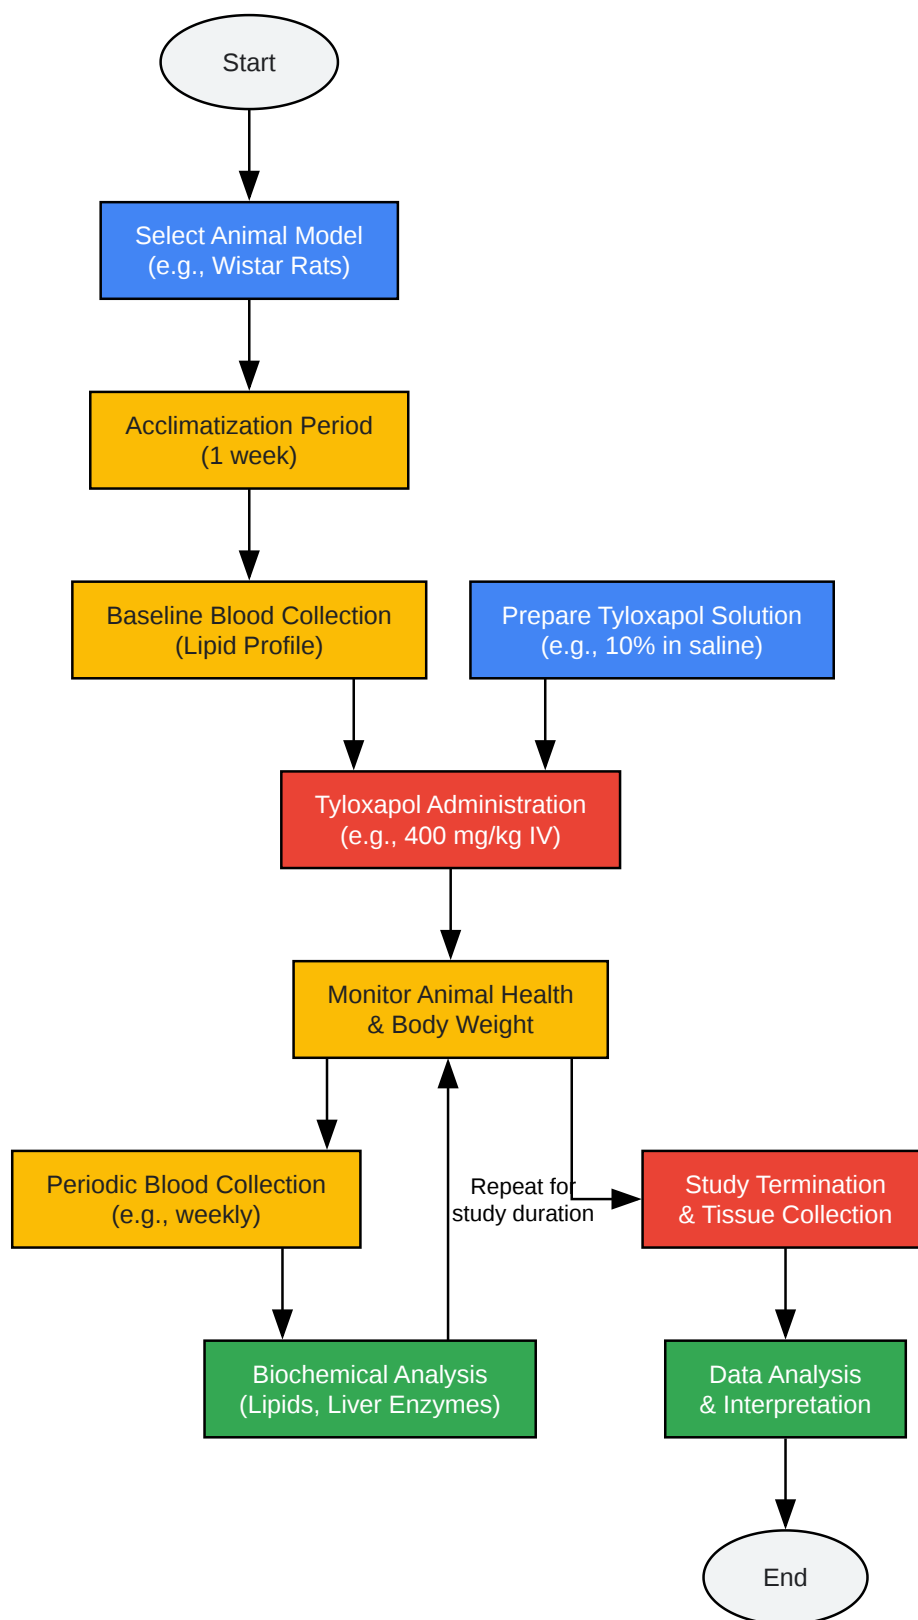 Start
Select Animal Model
(e.g., Wistar Rats)
Acclimatization Period
(1 week)
Baseline Blood Collection
(Lipid Profile)
Prepare Tyloxapol Solution
(e.g., 10% in saline)
Tyloxapol Administration
(e.g., 400 mg/kg IV)
Monitor Animal Health
& Body Weight
Periodic Blood Collection
(e.g., weekly)
Repeat for
study duration
Study Termination
& Tissue Collection
Biochemical Analysis
(Lipids, Liver Enzymes)
Data Analysis
& Interpretation
End